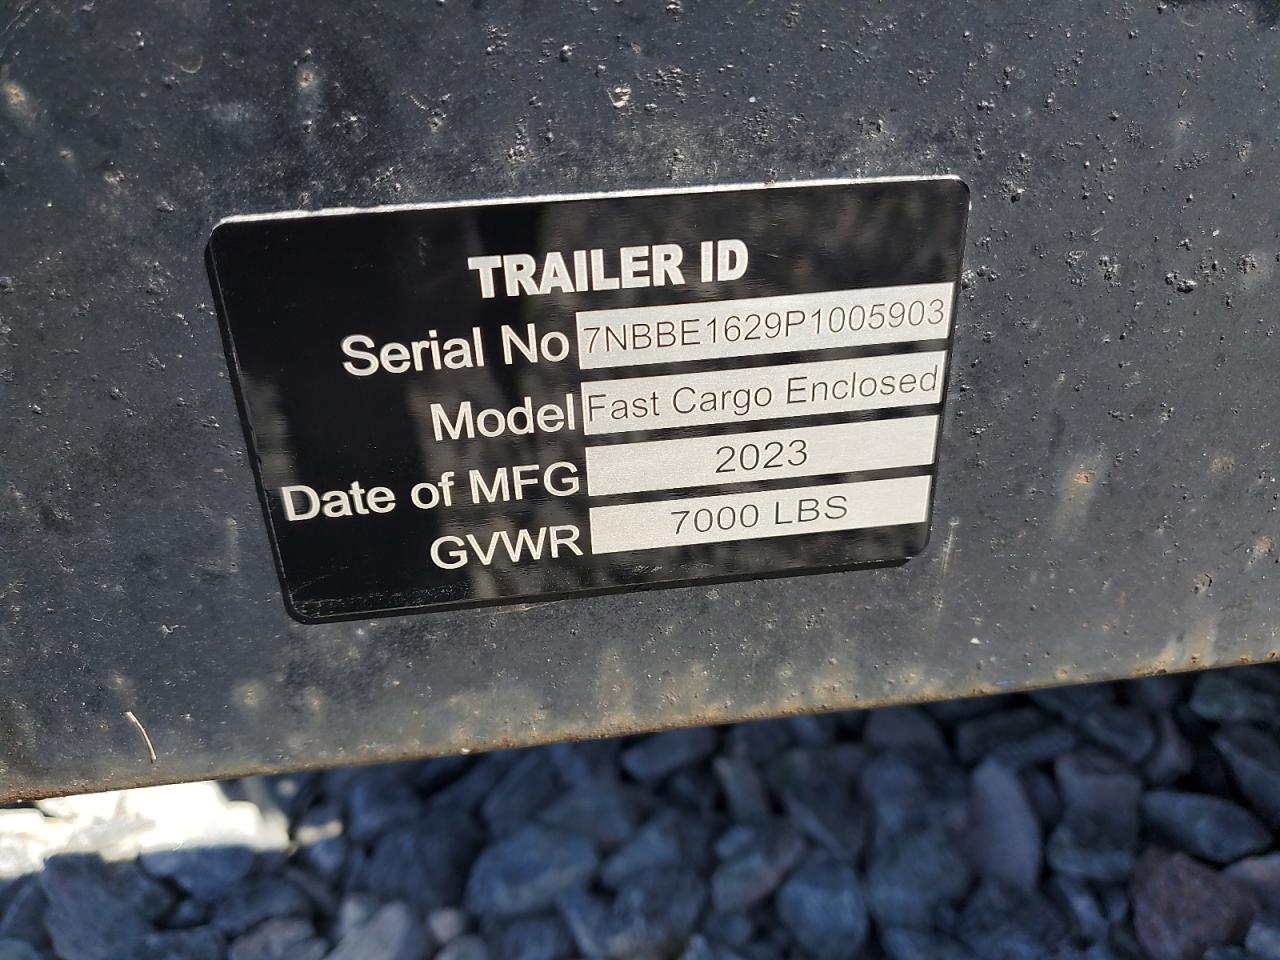 TRAILER ID
Serial No 7NBBE1629P1005903
Model Fast Cargo Enclosed
Date of MFG 2023
GVWR 7000 LBS